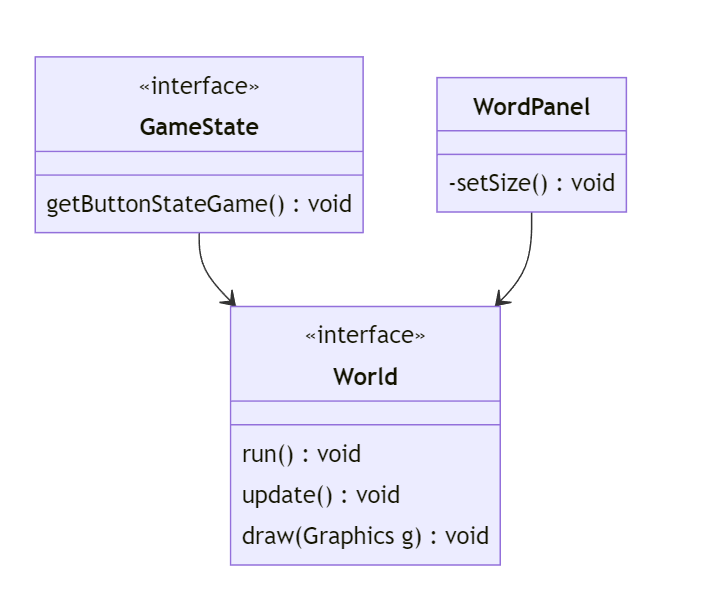 «interface»
GameState
getButtonStateGame() : void
WordPanel
-setSize() : void
«interface»
World
run() : void
update() : void
draw(Graphics g) : void